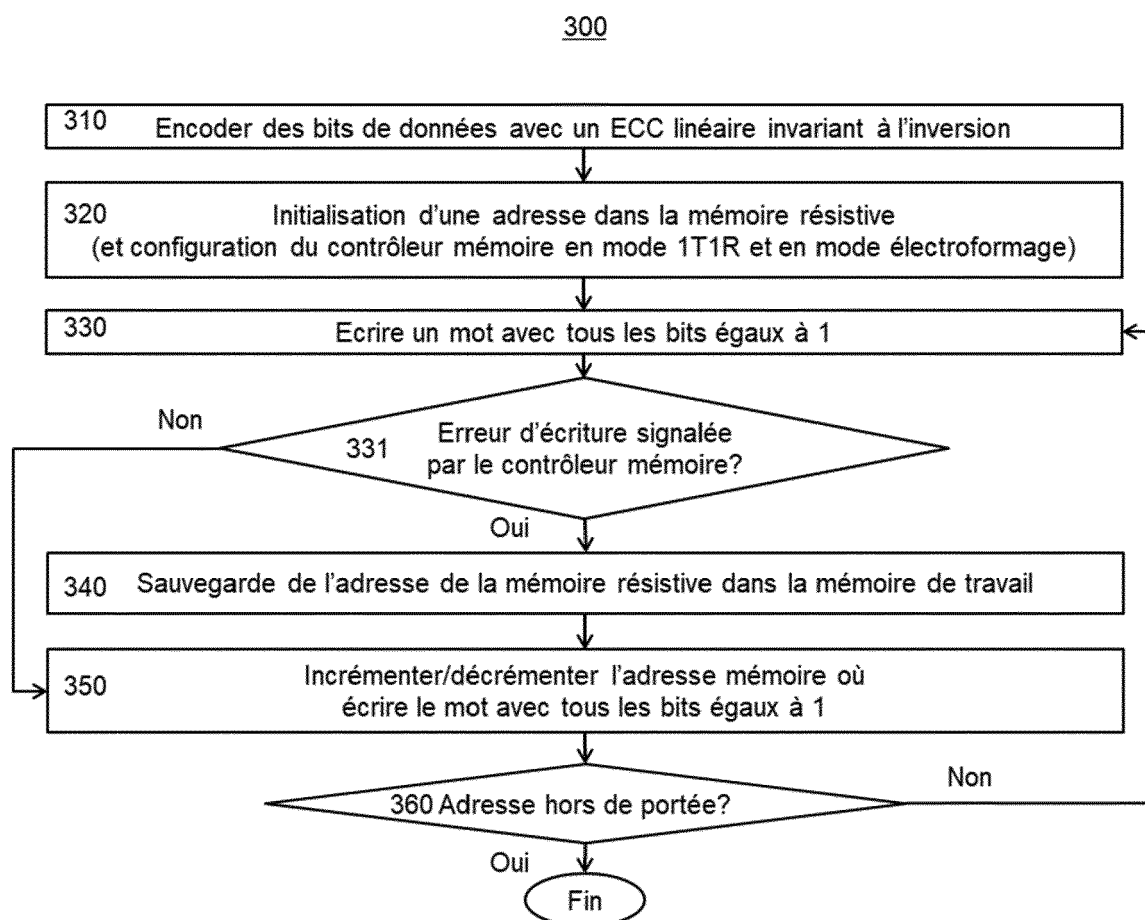 300
310 Encoder des bits de données avec un ECC linéaire invariant à l'inversion
320 Initialisation d'une adresse dans la mémoire résistive
(et configuration du contrôleur mémoire en mode 1T1R et en mode électroformage)
330 Ecrire un mot avec tous les bits égaux à 1
Non
331 Erreur d'écriture signalée
par le contrôleur mémoire?
Oui
340 Sauvegarde de l'adresse de la mémoire résistive dans la mémoire de travail
350 Incrémenter/décrémenter l'adresse mémoire où
écrire le mot avec tous les bits égaux à 1
360 Adresse hors de portée?
Non
Oui
Fin